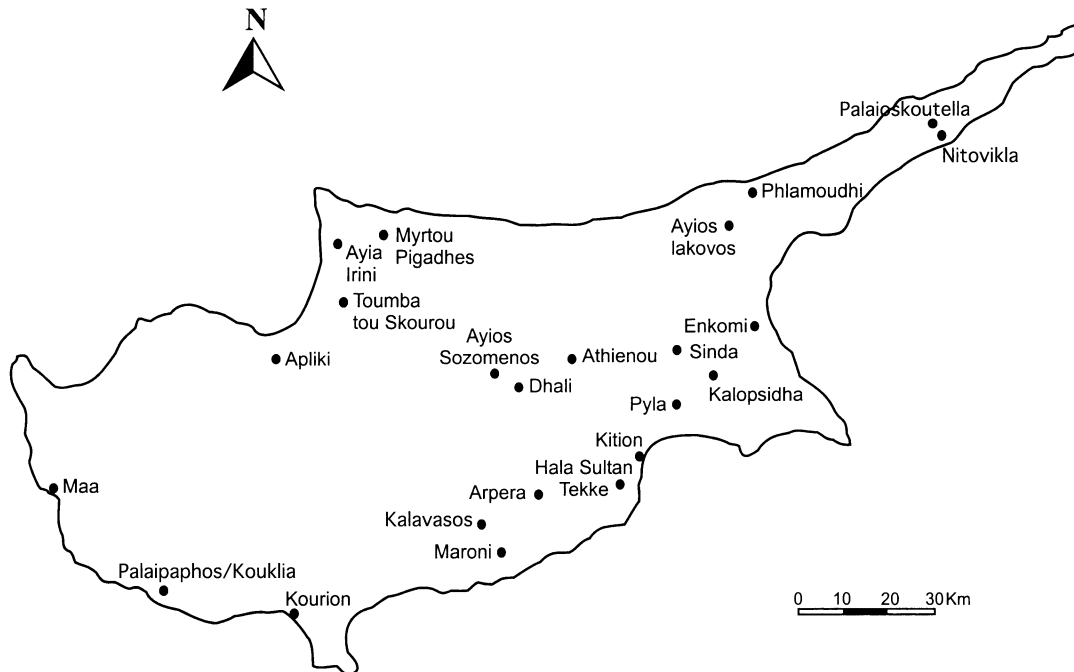 N
Palaioskoutella
Nitovikla
Phlamoudhi
Ayios
Iakovos
Myrtou
Pigadhes
Ayia
Irini
Toumba
tou Skourou
Enkomi
Ayios
Sozomenos
Athienou
Sinda
Apliki
Dhali
Kalopsidha
Pyla
Kition
Hala Sultan
Tekke
Maa
Arpera
Kalavasos
Maroni
Palaipaphos/Kouklia
Kourion
0 10 20 30Km